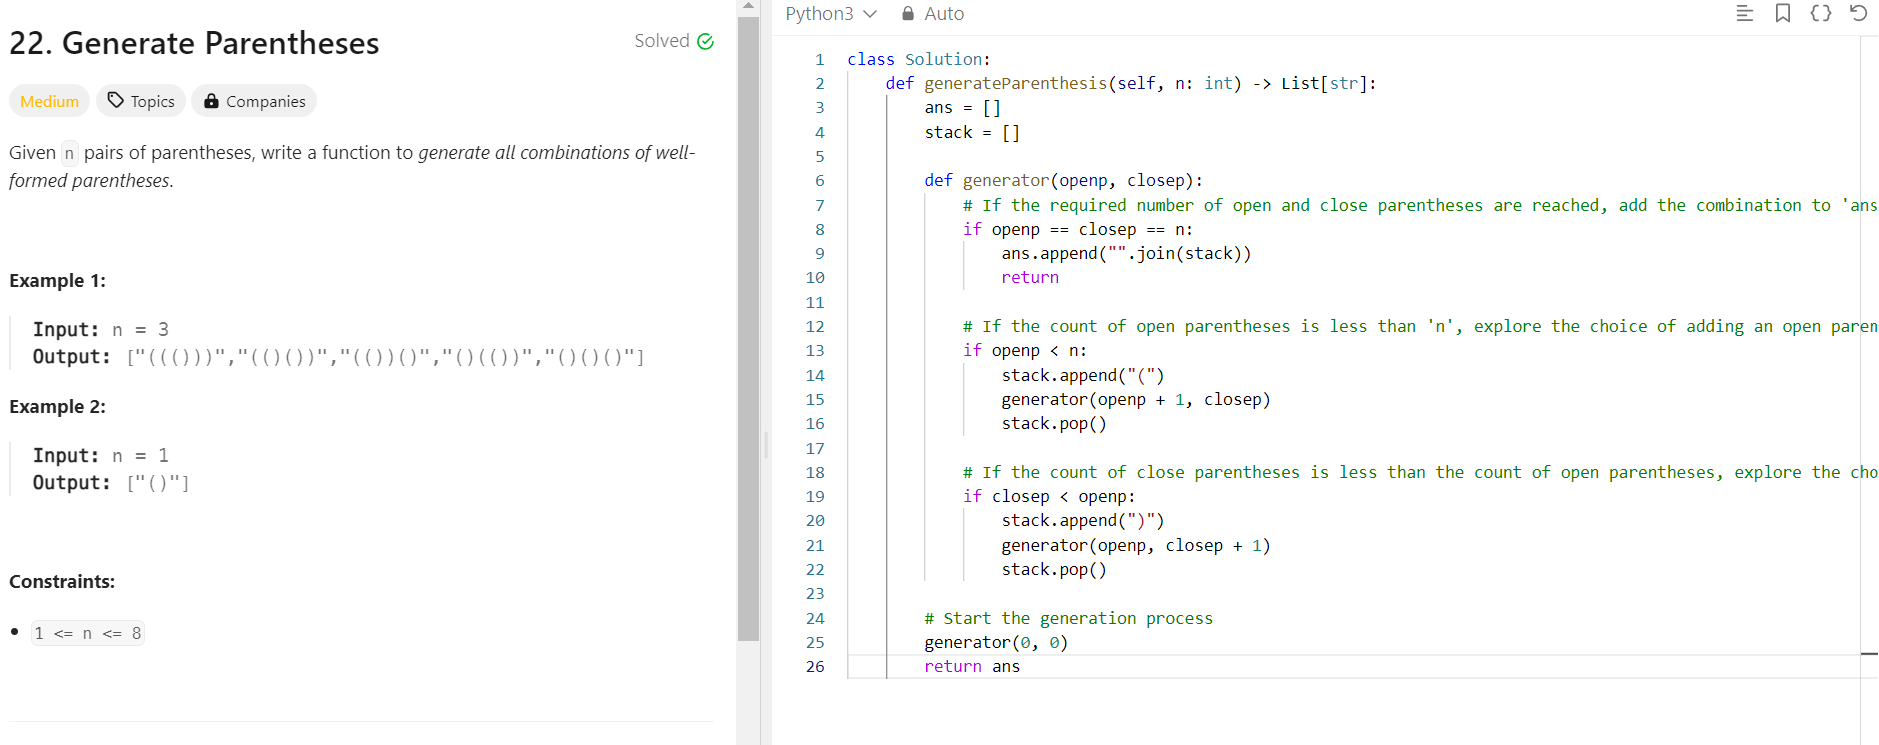 22. Generate Parentheses
Solved
Medium
Topics
Companies
Given n pairs of parentheses, write a function to generate all combinations of well-
formed parentheses.
Example 1:
Input: n = 3
Output: ["((()))","(()())","(())()","()(())","()()()"]
Example 2:
Input: n = 1
Output: ["()"]
Constraints:
1 <= n <= 8
Python3
Auto
1 class Solution:
2     def generateParenthesis(self, n: int) -> List[str]:
3         ans = []
4         stack = []
5
6         def generator(openp, closep):
7             # If the required number of open and close parentheses are reached, add the combination to 'ans
8             if openp == closep == n:
9                 ans.append("".join(stack))
10                 return
11
12             # If the count of open parentheses is less than 'n', explore the choice of adding an open paren
13             if openp < n:
14                 stack.append("(")
15                 generator(openp + 1, closep)
16                 stack.pop()
17
18             # If the count of close parentheses is less than the count of open parentheses, explore the cho
19             if closep < openp:
20                 stack.append(")")
21                 generator(openp, closep + 1)
22                 stack.pop()
23
24         # Start the generation process
25         generator(0, 0)
26         return ans